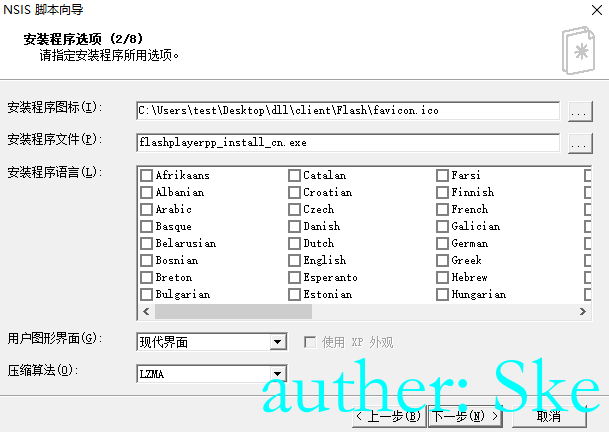 NSIS 脚本向导
安装程序选项 (2/8)
请指定安装程序所用选项。
安装程序图标(I):
C:\Users\test\Desktop\dll\client\Flash\favicon.ico
...
安装程序文件(P):
flashplayerpp_install_cn.exe
...
安装程序语言(L):
Afrikaans Catalan Farsi
Albanian Croatian Finnish
Arabic Czech French
Basque Danish Galician
Belarusian Dutch German
Bosnian English Greek
Breton Esperanto Hebrew
Bulgarian Estonian Hungarian
用户图形界面(G):
现代界面
使用 XP 外观
压缩算法(O):
LZMA
auther: Ske
< 上一步(B)
下一步(N) >
取消